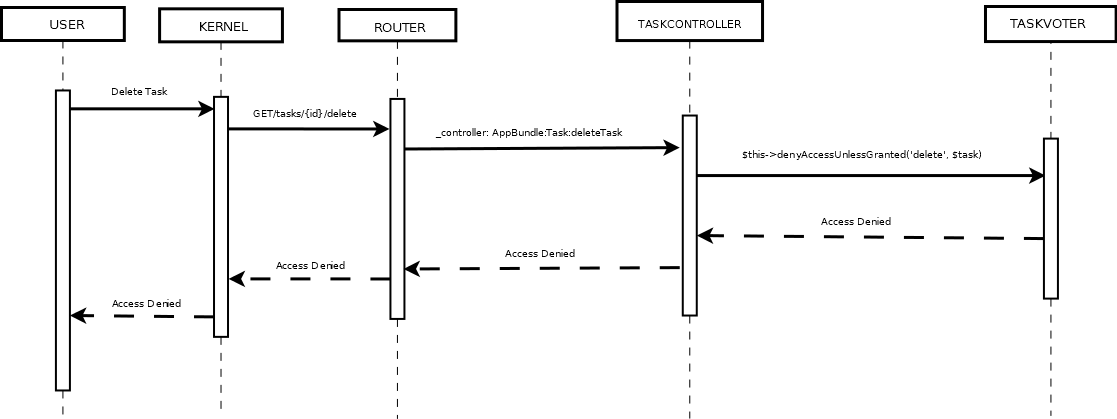 USER
KERNEL
ROUTER
TASKCONTROLLER
TASKVOTER
Delete Task
GET/tasks/{id}/delete
_controller: AppBundle:Task:deleteTask
$this->denyAccessUnlessGranted('delete', $task)
Access Denied
Access Denied
Access Denied
Access Denied